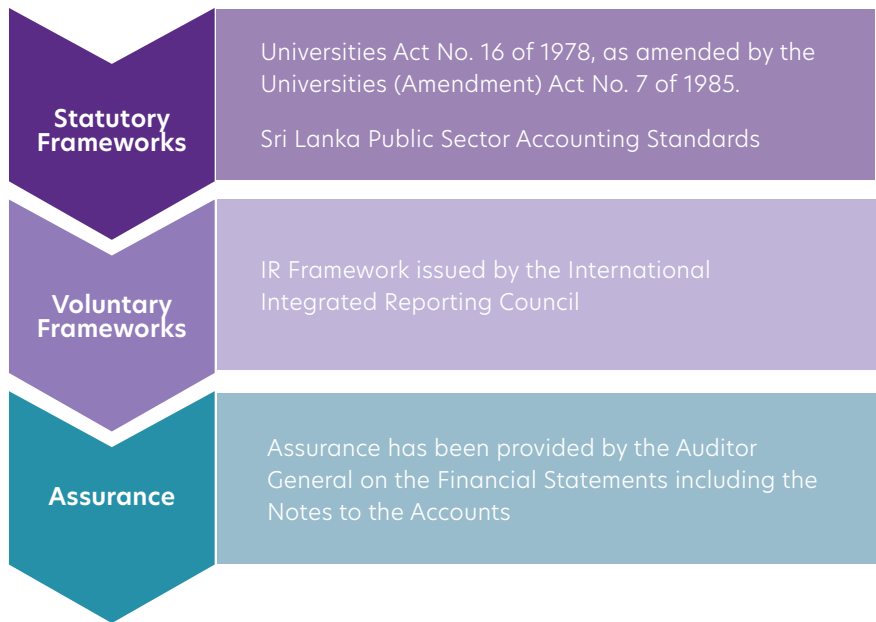 Statutory
Frameworks
Universities Act No. 16 of 1978, as amended by the
Universities (Amendment) Act No. 7 of 1985.
Sri Lanka Public Sector Accounting Standards
Voluntary
Frameworks
IR Framework issued by the International
Integrated Reporting Council
Assurance
Assurance has been provided by the Auditor
General on the Financial Statements including the
Notes to the Accounts